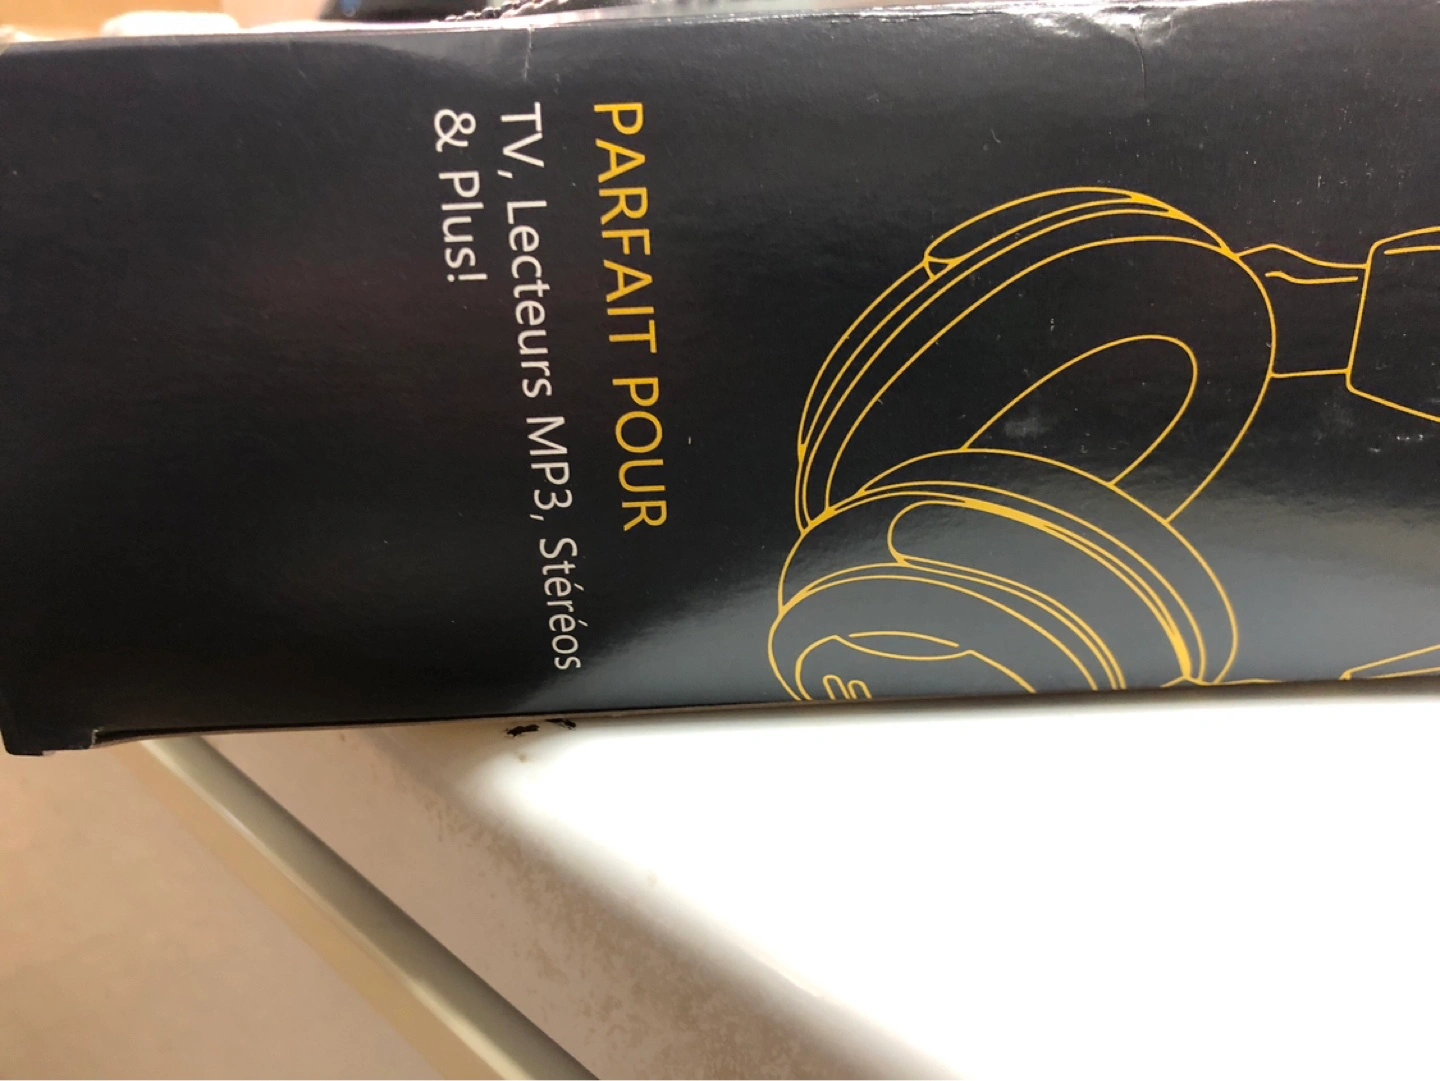 PARFAIT POUR
TV, Lecteurs MP3, Stéréos
& Plus!